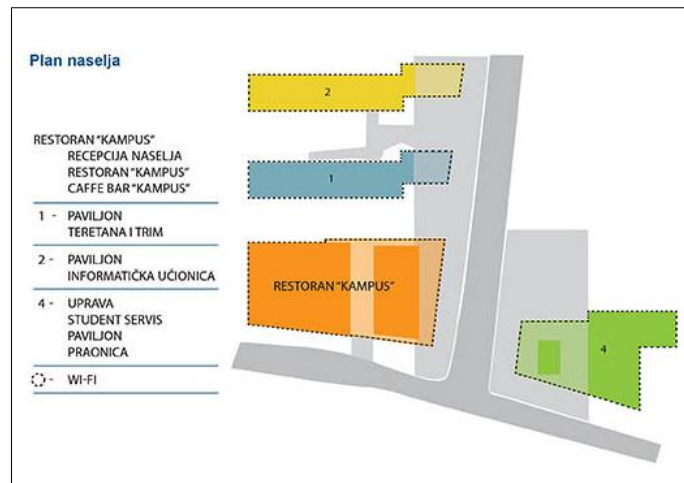 Plan naselja
RESTORAN "KAMPUS"
RECEPCIJA NASELJA
RESTORAN "KAMPUS"
CAFFE BAR "KAMPUS"
1 - PAVILJON
TERETANA I TRIM
2 - PAVILJON
INFORMATIČKA UČIONICA
4 - UPRAVA
STUDENT SERVIS
PAVILJON
PRAONICA
- WI-FI
2
1
RESTORAN "KAMPUS"
4